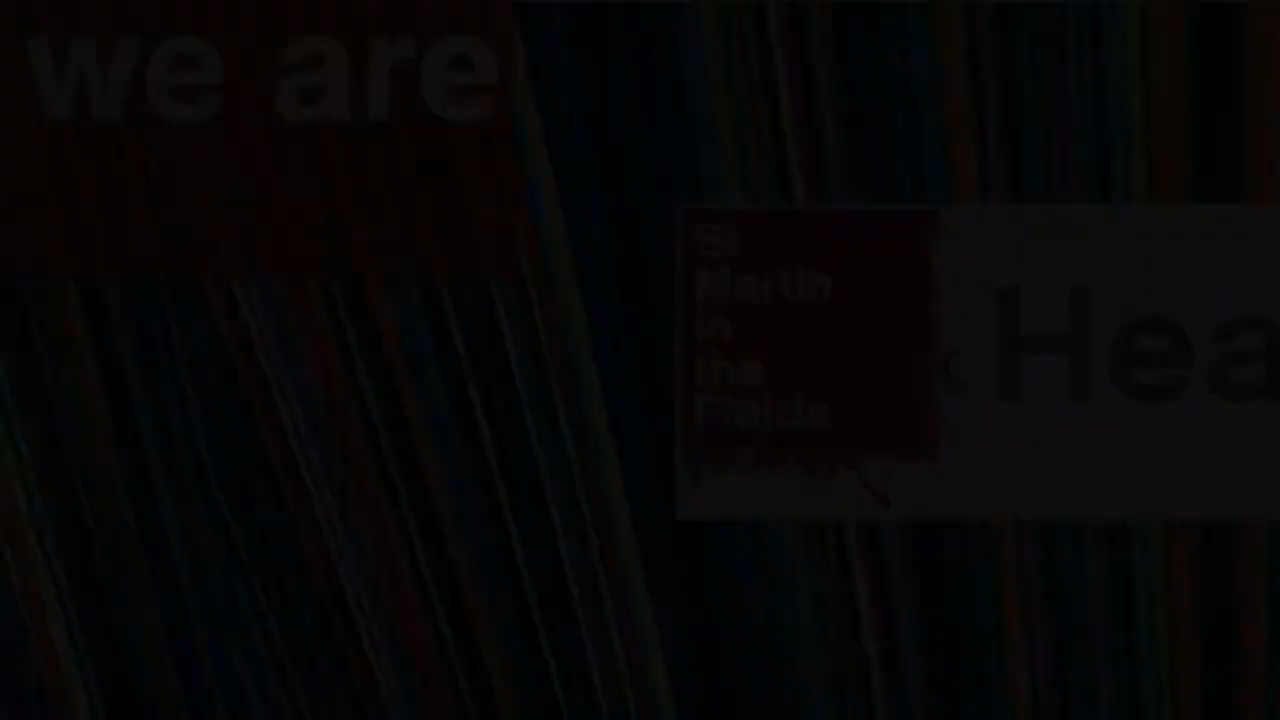 we are
St
Martin
in
the
Fields
Hea